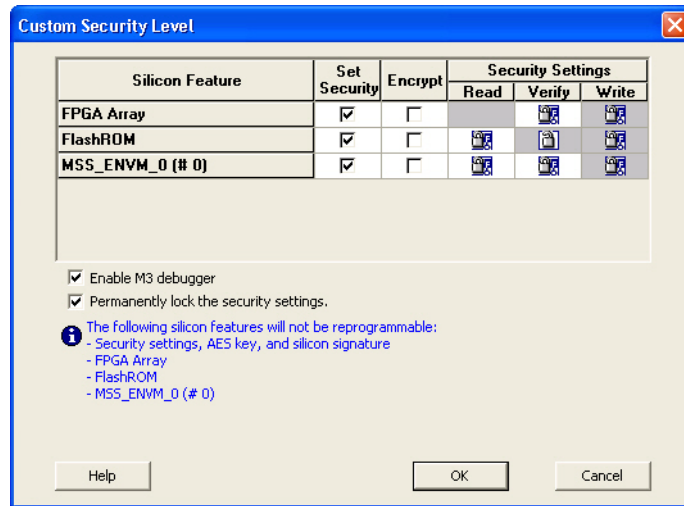 Custom Security Level
Silicon Feature
Set Security
Encrypt
Security Settings
Read
Verify
Write
FPGA Array
FlashROM
MSS_ENVM_0 (# 0)
Enable M3 debugger
Permanently lock the security settings.
The following silicon features will not be reprogrammable:
- Security settings, AES key, and silicon signature
- FPGA Array
- FlashROM
- MSS_ENVM_0 (# 0)
Help
OK
Cancel